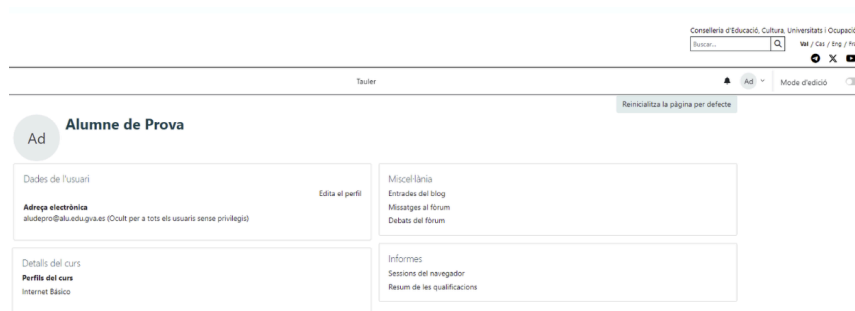 Conselleria d'Educació, Cultura, Universitats i Ocupació
Buscar...
Val / Cas / Eng / Fra
Tauler
Ad
Mode d'edició
Reinicialitza la pàgina per defecte
Ad
Alumne de Prova
Dades de l'usuari
Edita el perfil
Adreça electrònica
aludepro@alu.edu.gva.es (Ocult per a tots els usuaris sense privilegis)
Detalls del curs
Perfils del curs
Internet Básico
Miscel·lània
Entrades del blog
Missatges al fòrum
Debats del fòrum
Informes
Sessions del navegador
Resum de les qualificacions